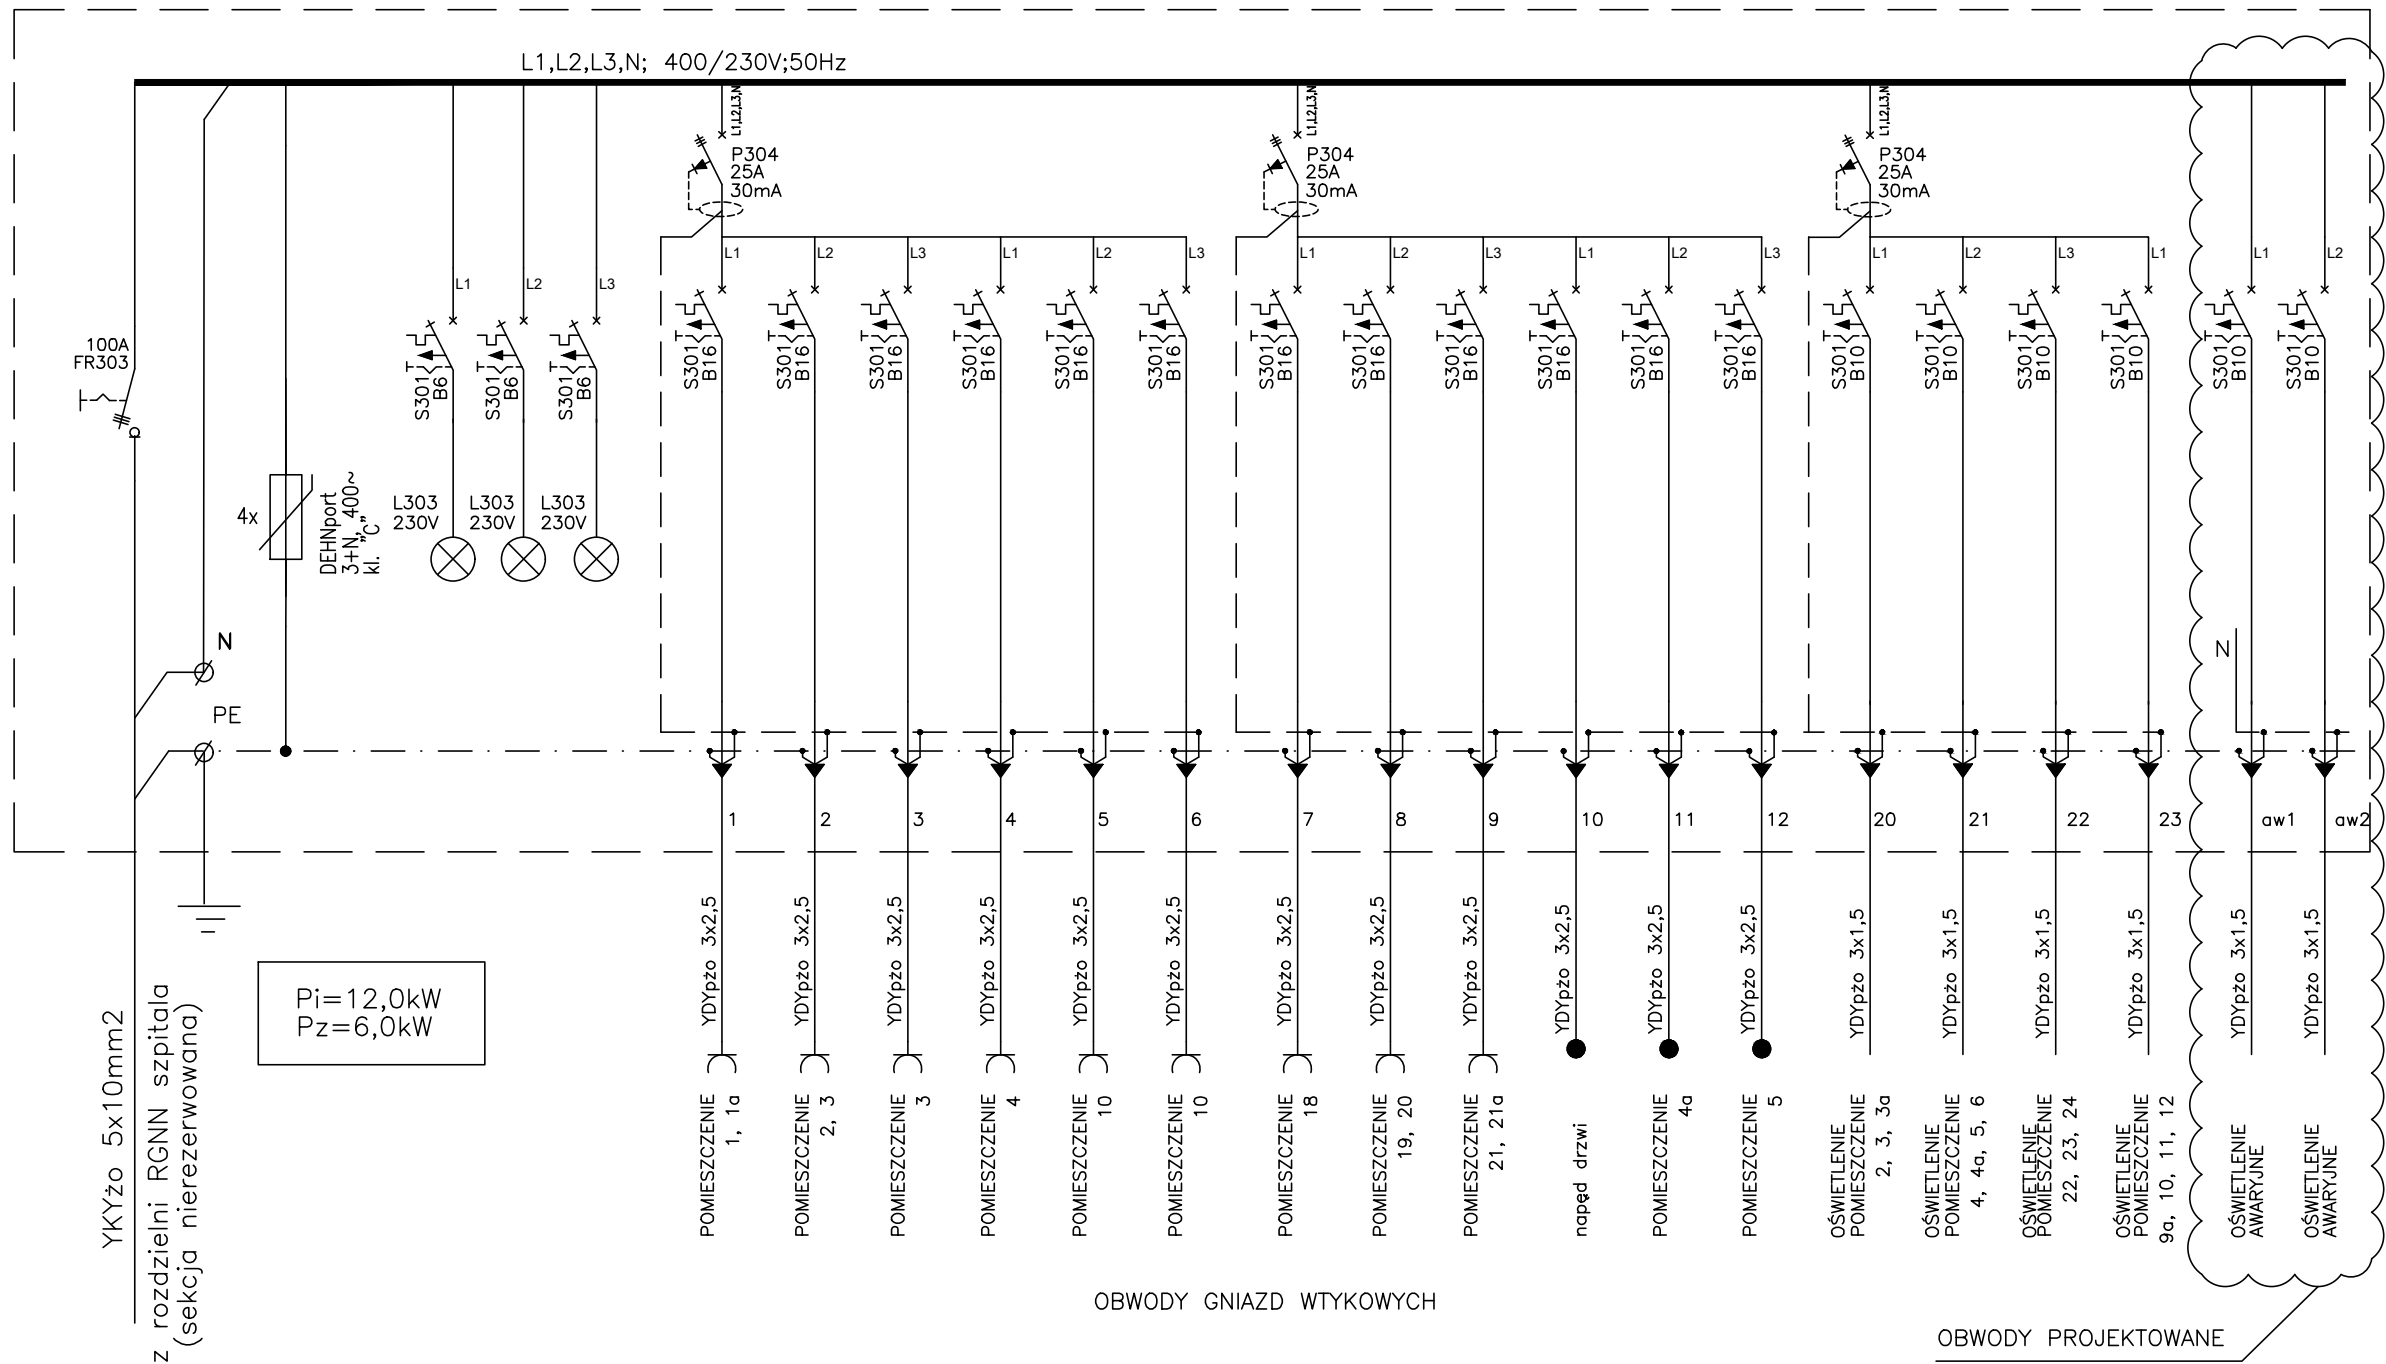 L1,L2,L3,N; 400/230V;50Hz
100A
FR303
N
PE
4x
DEHNport
3+N, 400~
kl. „C”
L1
L2
L3
S301
B6
S301
B6
S301
B6
L303
230V
L303
230V
L303
230V
L1,L2,L3,N
P304
25A
30mA
L1
L2
L3
L1
L2
L3
S301
B16
S301
B16
S301
B16
S301
B16
S301
B16
S301
B16
L1,L2,L3,N
P304
25A
30mA
L1
L2
L3
L1
L2
L3
S301
B16
S301
B16
S301
B16
S301
B16
S301
B16
S301
B16
L1,L2,L3,N
P304
25A
30mA
L1
L2
L3
L1
S301
B10
S301
B10
S301
B10
S301
B10
L1
L2
S301
B10
S301
B10
N
1
2
3
4
5
6
7
8
9
10
11
12
20
21
22
23
aw1
aw2
YDYpżo 3x2,5
YDYpżo 3x2,5
YDYpżo 3x2,5
YDYpżo 3x2,5
YDYpżo 3x2,5
YDYpżo 3x2,5
YDYpżo 3x2,5
YDYpżo 3x2,5
YDYpżo 3x2,5
YDYpżo 3x2,5
YDYpżo 3x2,5
YDYpżo 3x2,5
YDYpżo 3x1,5
YDYpżo 3x1,5
YDYpżo 3x1,5
YDYpżo 3x1,5
YDYpżo 3x1,5
YDYpżo 3x1,5
YKYżo 5x10mm2
z rozdzielni RGNN szpitala
(sekcja nierezerwowana)
Pi=12,0kW
Pz=6,0kW
POMIESZCZENIE
1, 1a
POMIESZCZENIE
2, 3
POMIESZCZENIE
3
POMIESZCZENIE
4
POMIESZCZENIE
10
POMIESZCZENIE
10
POMIESZCZENIE
18
POMIESZCZENIE
19, 20
POMIESZCZENIE
21, 21a
napęd drzwi
POMIESZCZENIE
4a
POMIESZCZENIE
5
OŚWIETLENIE
POMIESZCZENIE
2, 3, 3a
OŚWIETLENIE
POMIESZCZENIE
4, 4a, 5, 6
OŚWIETLENIE
POMIESZCZENIE
22, 23, 24
OŚWIETLENIE
POMIESZCZENIE
9a, 10, 11, 12
OŚWIETLENIE
AWARYJNE
OŚWIETLENIE
AWARYJNE
OBWODY GNIAZD WTYKOWYCH
OBWODY PROJEKTOWANE